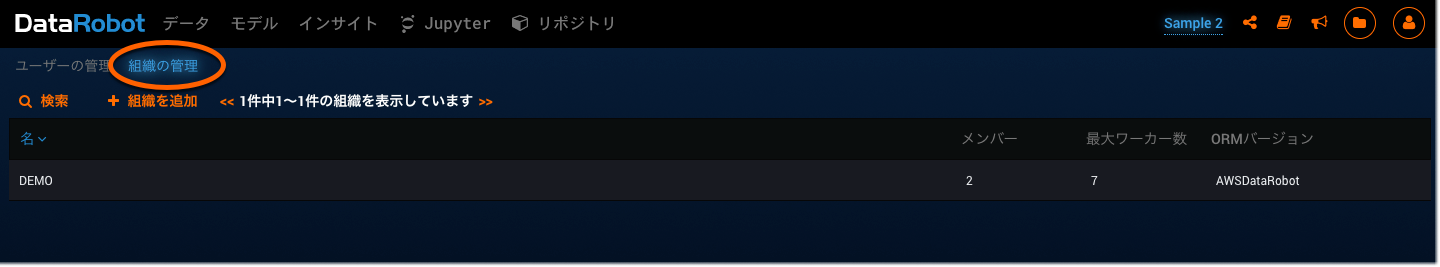 DataRobot データ モデル インサイト Jupyter リポジトリ Sample 2
ユーザーの管理 組織の管理
検索 + 組織を追加 << 1件中1〜1件の組織を表示しています >>
名 メンバー 最大ワーカー数 ORMバージョン
DEMO 2 7 AWSDataRobot